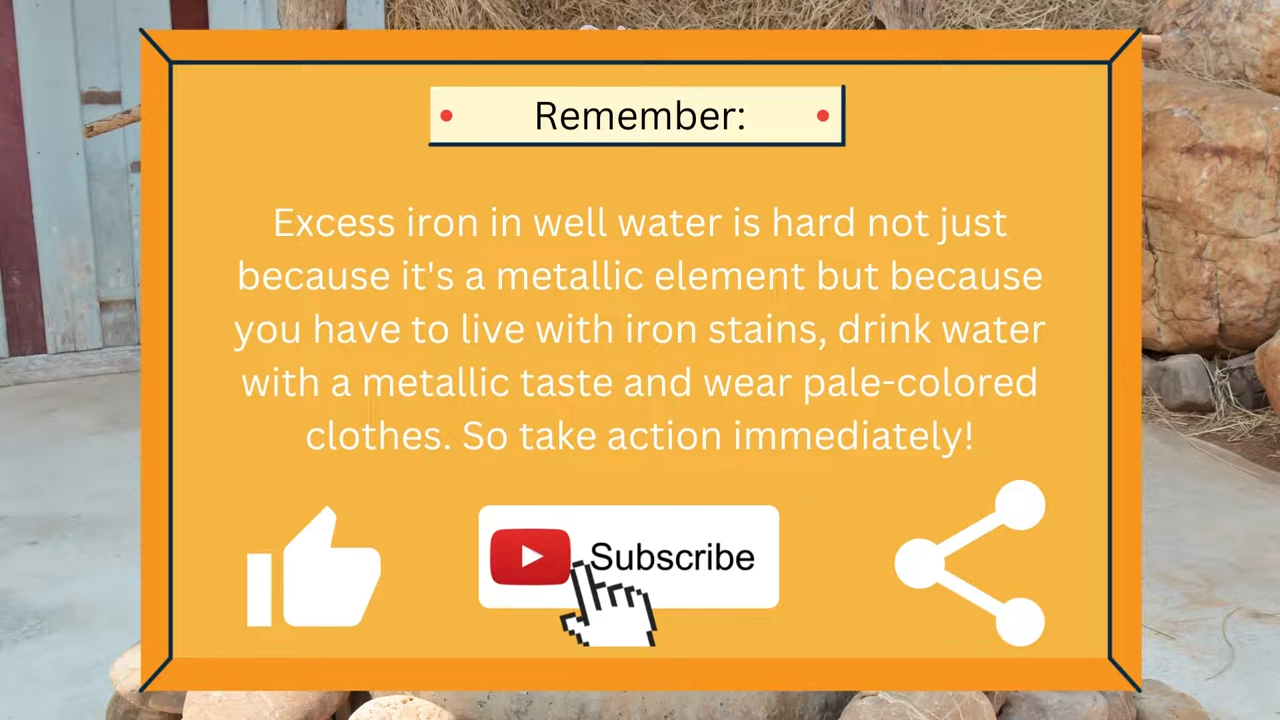 Remember:
Excess iron in well water is hard not just
because it's a metallic element but because
you have to live with iron stains, drink water
with a metallic taste and wear pale-colored
clothes. So take action immediately!
Subscribe